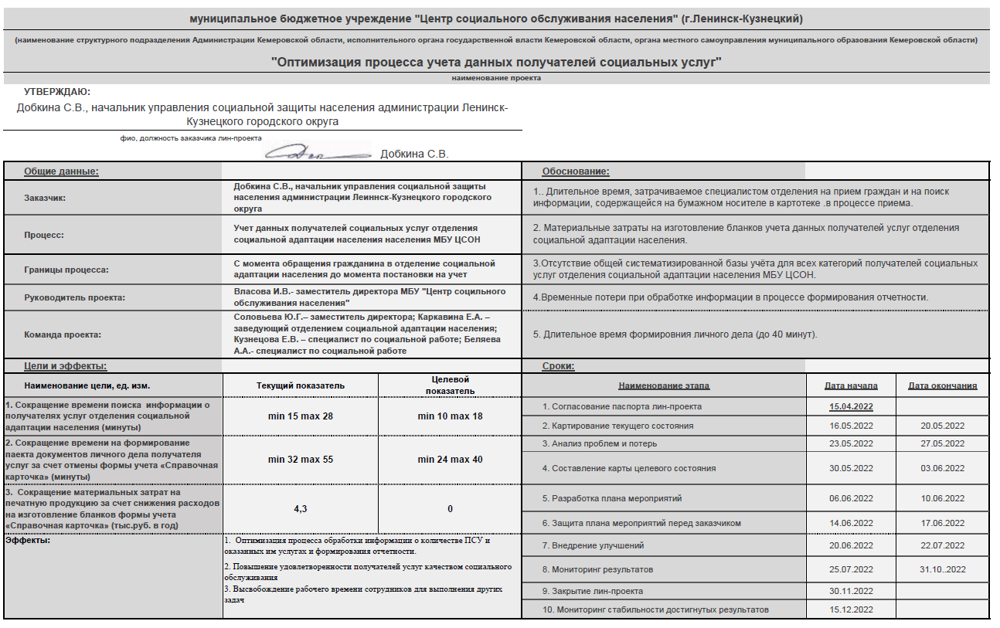 муниципальное бюджетное учреждение "Центр социального обслуживания населения" (г.Ленинск-Кузнецкий)
(наименование структурного подразделения Администрации Кемеровской области, исполнительного органа государственной власти Кемеровской области, органа местного самоуправления муниципального образования Кемеровской области)
"Оптимизация процесса учета данных получателей социальных услуг"
наименование проекта
УТВЕРЖДАЮ:
Добкина С.В., начальник управления социальной защиты населения администрации Ленинск-
Кузнецкого городского округа
фио, должность заказчика лин-проекта
Добкина С.В.
Общие данные:
Заказчик:
Добкина С.В., начальник управления социальной защиты
населения администрации Леиннск-Кузнецкого городского
округа
Процесс:
Учет данных получателей социальных услуг отделения
социальной адаптации населения населения МБУ ЦСОН
Границы процесса:
С момента обращения гражданина в отделение социальной
адаптации населения до момента постановки на учет
Руководитель проекта:
Власова И.В.- заместитель директора МБУ "Центр социльного
обслуживания населения"
Команда проекта:
Соловьева Ю.Г.– заместитель директора; Каркавина Е.А. –
заведующий отделением социальной адаптации населения;
Кузнецова Е.В. – специалист по социальной работе; Беляева
А.А.- специалист по социальной работе
Обоснование:
1.. Длительное время, затрачиваемое специалистом отделения на прием граждан и на поиск
информации, содержащейся на бумажном носителе в картотеке .в процессе приема.
2. Материальные затраты на изготовление бланков учета данных получателей услуг отделения
социальной адаптации населения.
3.Отсутствие общей систематизированной базы учёта для всех категорий получателей социальных
услуг отделения социальной адаптации населения МБУ ЦСОН.
4.Временные потери при обработке информации в процессе формирования отчетности.
5. Длительное время формировния личного дела (до 40 минут).
Цели и эффекты:
Наименование цели, ед. изм.
Текущий показатель
Целевой
показатель
1. Сокращение времени поиска информации о
получателях услуг отделения социальной
адаптации населения (минуты)
min 15 max 28
min 10 max 18
2. Сокращение времени на формирование
паекта документов личного дела получателя
услуг за счет отмены формы учета «Справочная
карточка» (минуты)
min 32 max 55
min 24 max 40
3. Сокращение материальных затрат на
печатную продукцию за счет снижения расходов
на изготовление бланков формы учета
«Справочная карточка» (тыс.руб. в год)
4,3
0
Эффекты:
1. Оптимизация процесса обработки информации о количестве ПСУ и
оказанных им услугах и формирования отчетности.
2. Повышение удовлетворенности получателей услуг качеством социального
обслуживания
3. Высвобождение рабочего времени сотрудников для выполнения других
задач
Сроки:
Наименование этапа
Дата начала
Дата окончания
1. Согласование паспорта лин-проекта
15.04.2022
2. Картирование текущего состояния
16.05.2022
20.05.2022
3. Анализ проблем и потерь
23.05.2022
27.05.2022
4. Составление карты целевого состояния
30.05.2022
03.06.2022
5. Разработка плана мероприятий
06.06.2022
10.06.2022
6. Защита плана мероприятий перед заказчиком
14.06.2022
17.06.2022
7. Внедрение улучшений
20.06.2022
22.07.2022
8. Мониторинг результатов
25.07.2022
31.10..2022
9. Закрытие лин-проекта
30.11.2022
10. Мониторинг стабильности достигнутых результатов
15.12.2022